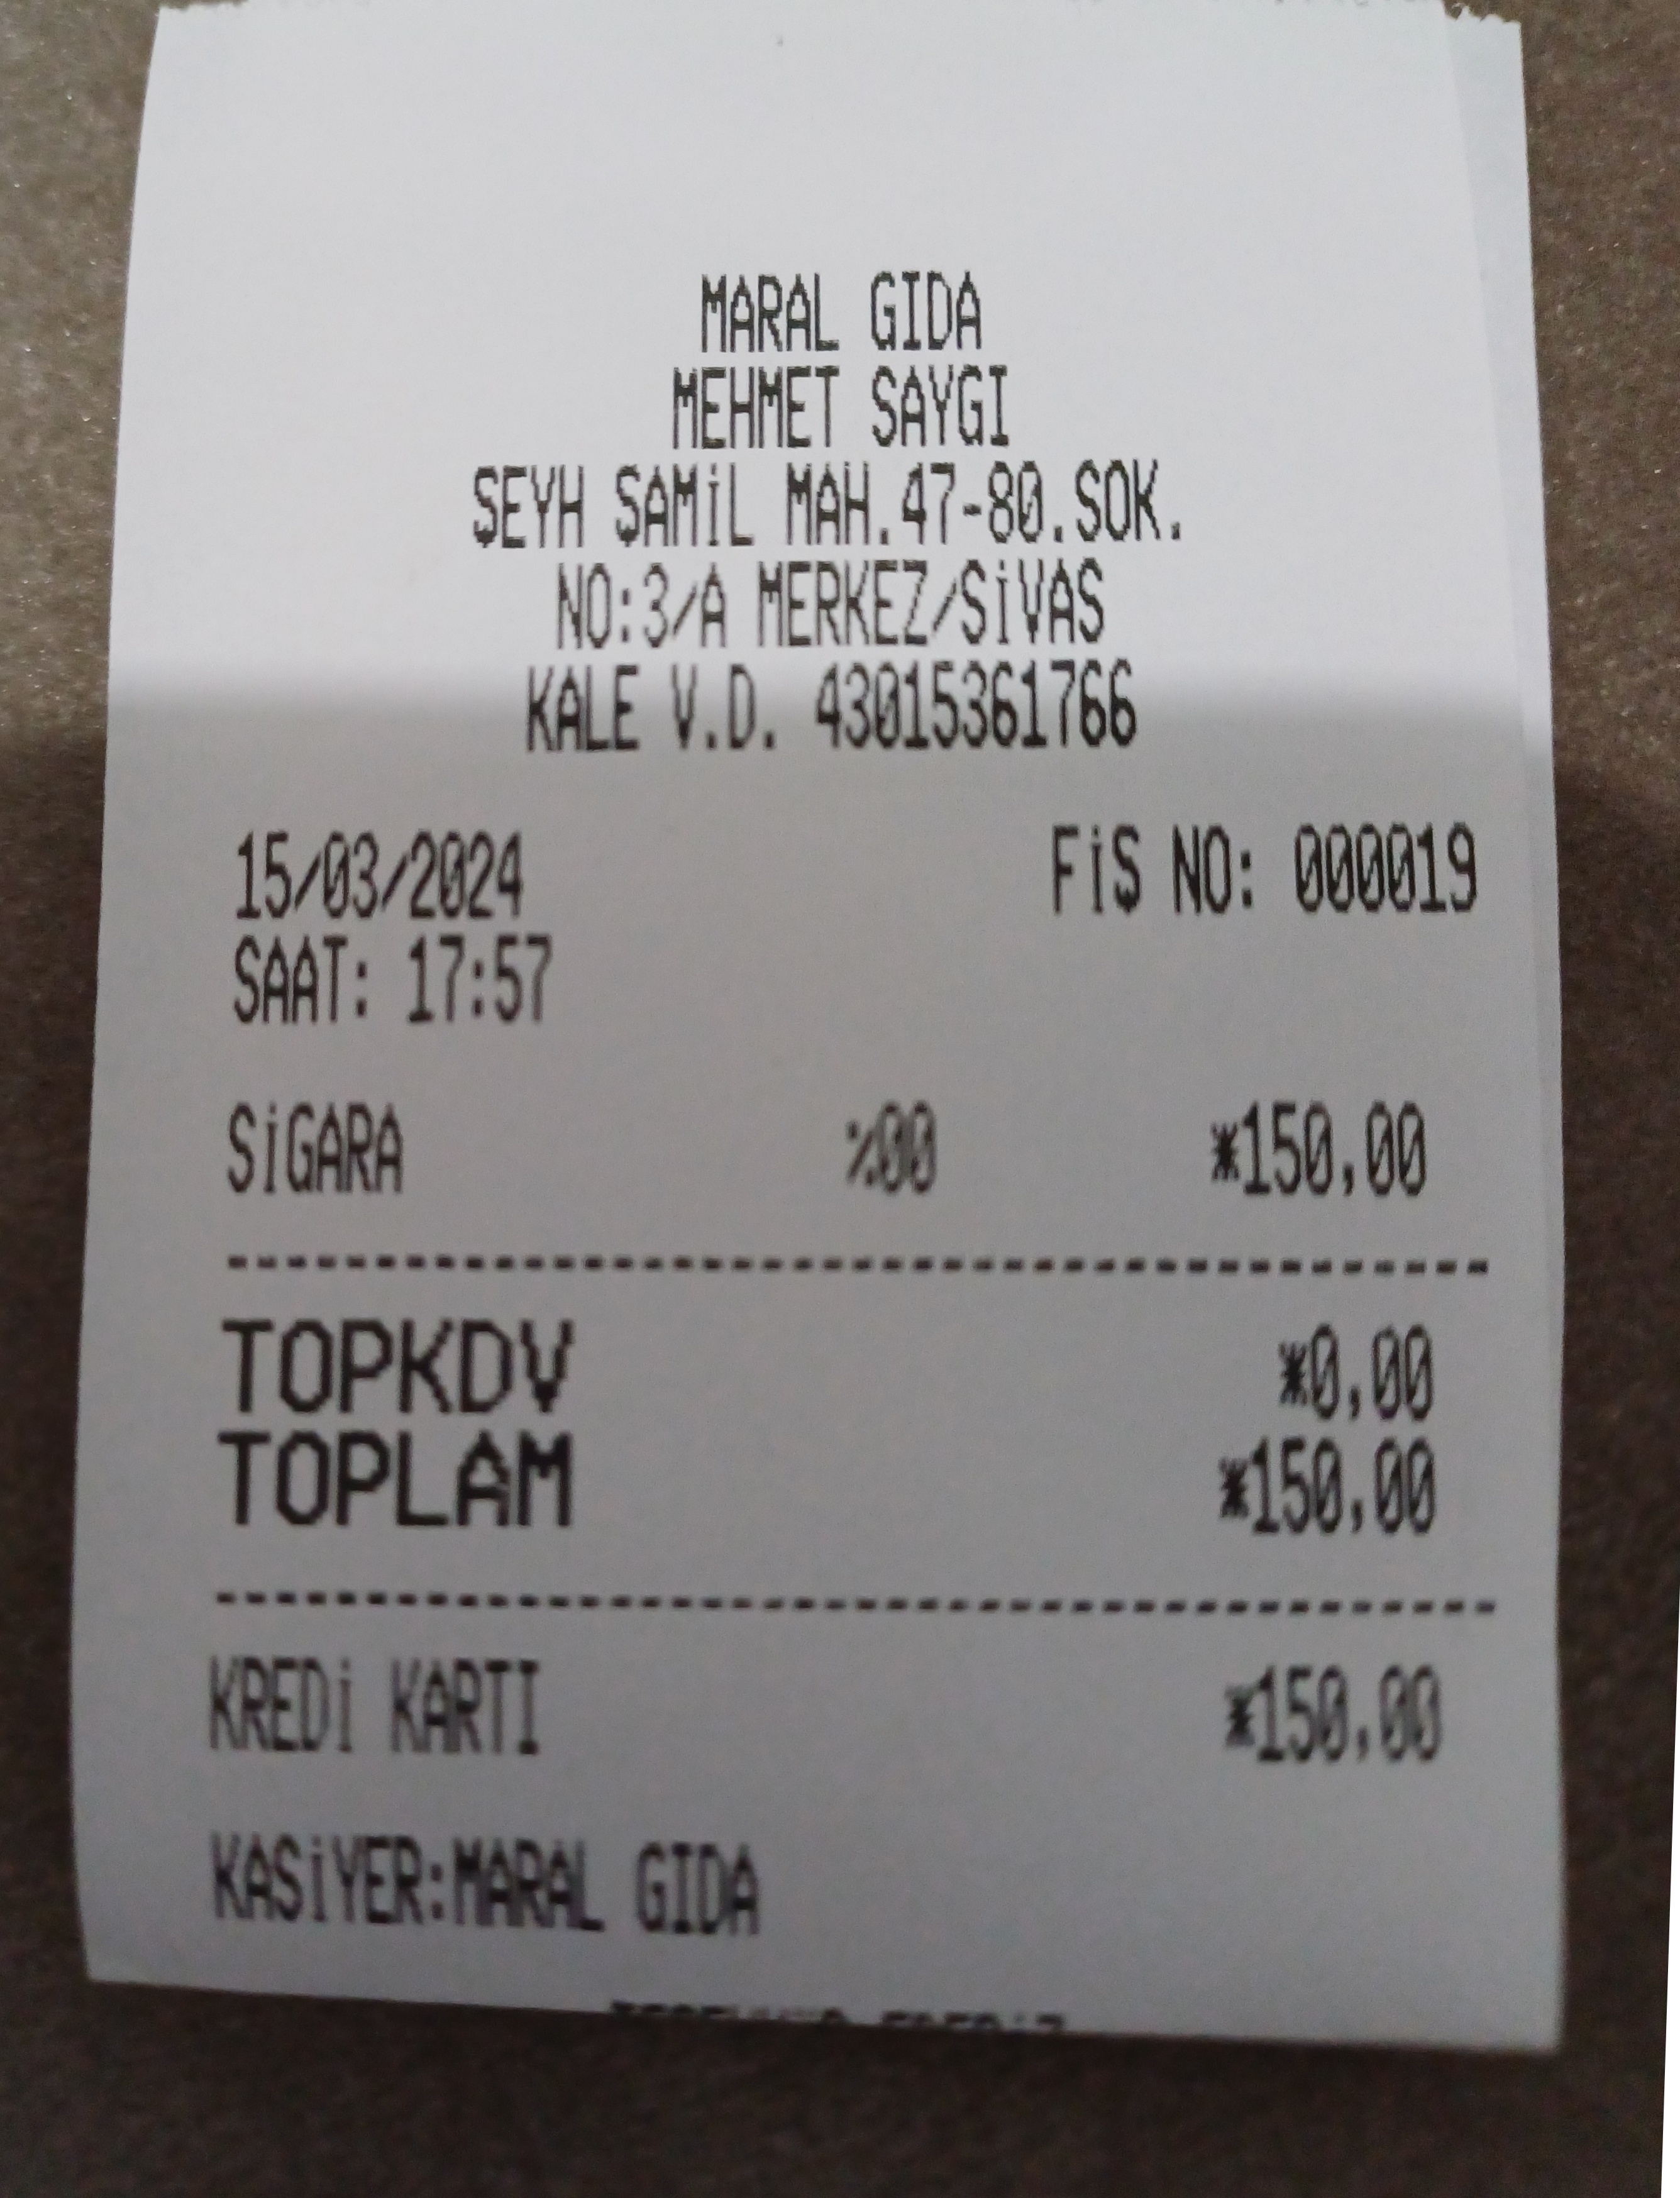 MARAL GIDA
MEHMET SAYGI
ŞEYH ŞAMİL MAH.47-80.SOK.
NO:3/A MERKEZ/SİVAS
KALE V.D. 43015361766
15/03/2024 FİŞ NO: 000019
SAAT: 17:57
SİGARA %00 *150,00
TOPKDV *0,00
TOPLAM *150,00
KREDİ KARTI *150,00
KASİYER:MARAL GIDA